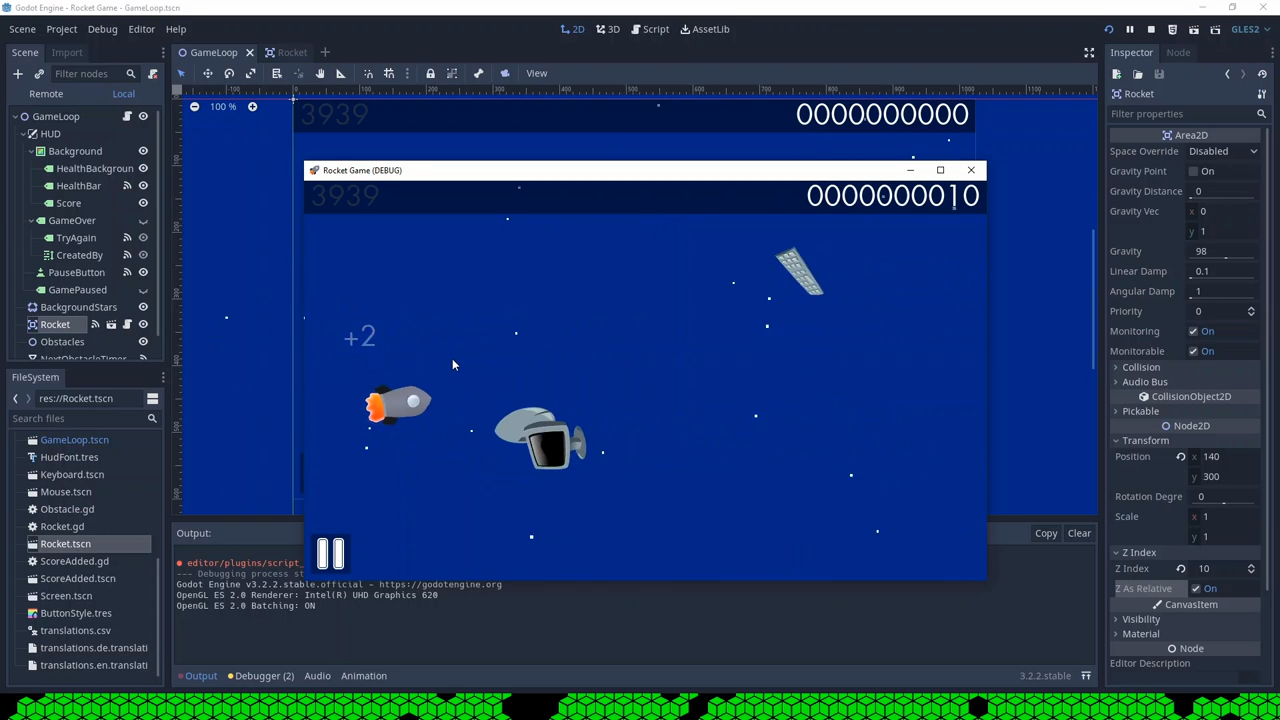 Godot Engine - Rocket Game - GameLoop.tscn
Scene Project Debug Editor Help
2D 3D Script AssetLib
GLES2
Scene Import
GameLoop Rocket
Inspector Node
Filter nodes
View
Remote Local
100 %
Rocket
Filter properties
GameLoop
HUD
Background
HealthBackgroun
HealthBar
Score
GameOver
TryAgain
CreatedBy
PauseButton
GamePaused
BackgroundStars
Rocket
Obstacles
NextObstacleTimer
3939
0000000000
Rocket Game (DEBUG)
3939
0000000010
+2
Area2D
Space Override Disabled
Gravity Point On
Gravity Distance 0
Gravity Vec x 0
y 1
Gravity 98
Linear Damp 0.1
Angular Damp 1
Priority 0
Monitoring On
Monitorable On
Collision
Audio Bus
CollisionObject2D
Pickable
Node2D
Transform
Position x 140
y 300
Rotation Degre 0
Scale x 1
y 1
Z Index
Z Index 10
Z As Relative On
CanvasItem
Visibility
Material
Node
Editor Description
FileSystem
res://Rocket.tscn
Search files
GameLoop.tscn
HudFont.tres
Keyboard.tscn
Mouse.tscn
Obstacle.gd
Rocket.gd
Rocket.tscn
ScoreAdded.gd
ScoreAdded.tscn
Screen.tscn
ButtonStyle.tres
translations.csv
translations.de.translati
translations.en.translati
Output: Copy Clear
editor/plugins/script_
--- Debugging process st
Godot Engine v3.2.2.stable.official - https://godotengine.org
OpenGL ES 2.0 Renderer: Intel(R) UHD Graphics 620
OpenGL ES 2.0 Batching: ON
Output Debugger (2) Audio Animation
3.2.2.stable